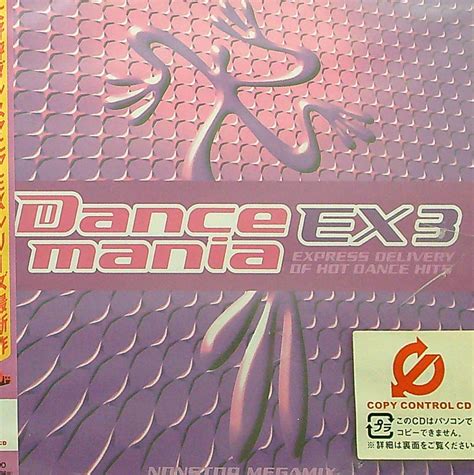 Dance
mania
EX3
EXPRESS DELIVERY
OF HOT DANCE HITS
COPY CONTROL CD
プラ
このCDはパソコンで
コピーできません。
※詳細は裏面をご覧ください
NONSTOP MEGAMIX